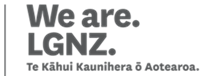 We are.
LGNZ.
Te Kāhui Kaunihera ō Aotearoa.